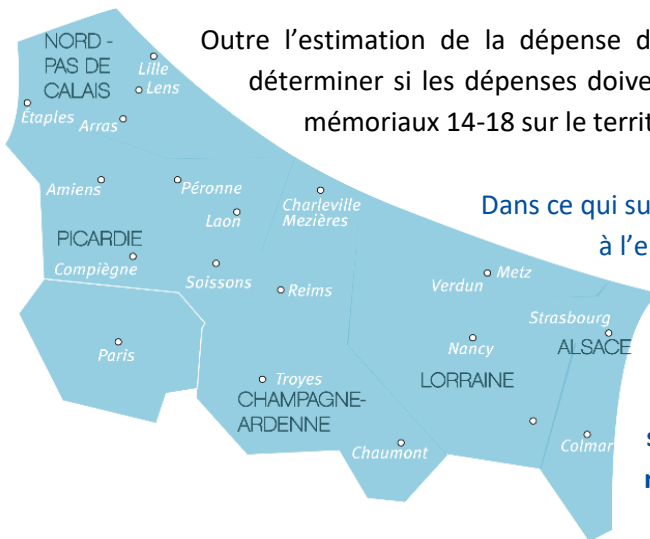 Outre l’estimation de la dépense d
déterminer si les dépenses doive
mémoriaux 14-18 sur le territ
Dans ce qui su
à l’e
NORD -
PAS DE
CALAIS
Lille
Lens
Étaples
Arras
Amiens
Péronne
Charleville
Mezières
Laon
PICARDIE
Compiègne
Soissons
Reims
Metz
Verdun
Strasbourg
Paris
Nancy
ALSACE
Troyes
LORRAINE
CHAMPAGNE-
ARDENNE
Chaumont
Colmar
s